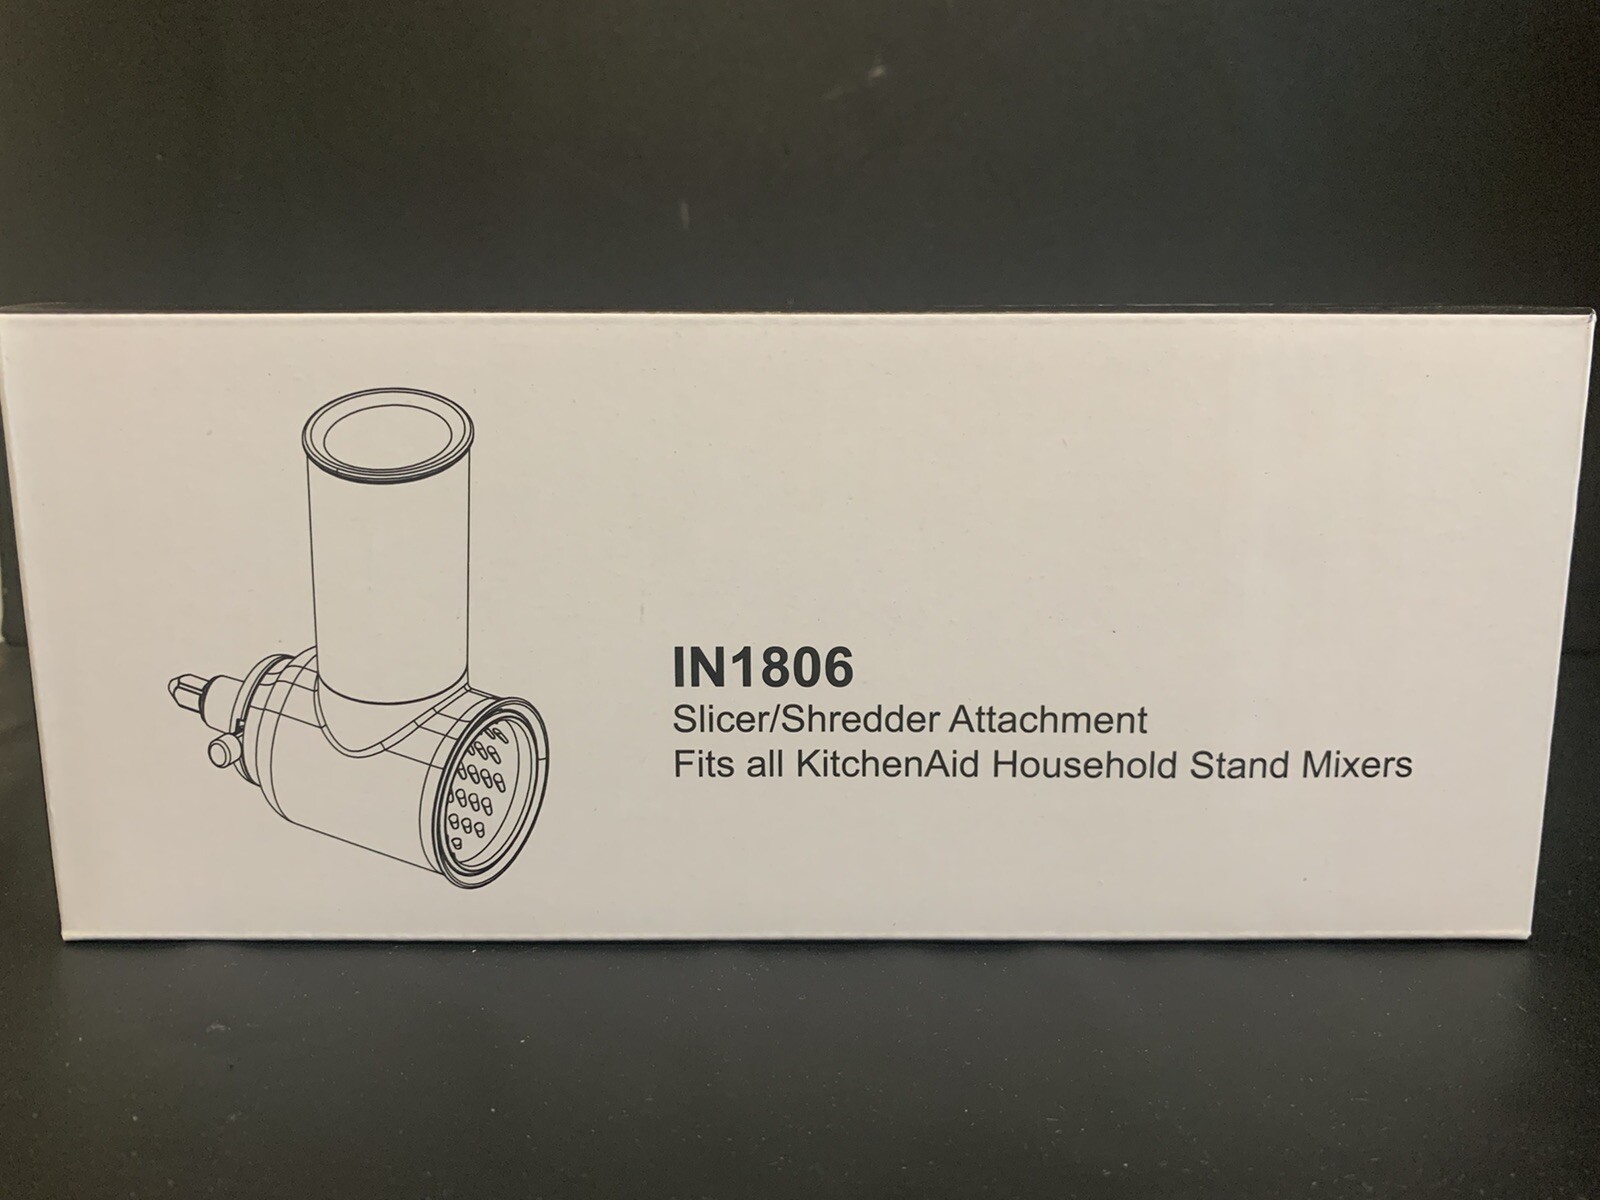 IN1806
Slicer/Shredder Attachment
Fits all KitchenAid Household Stand Mixers